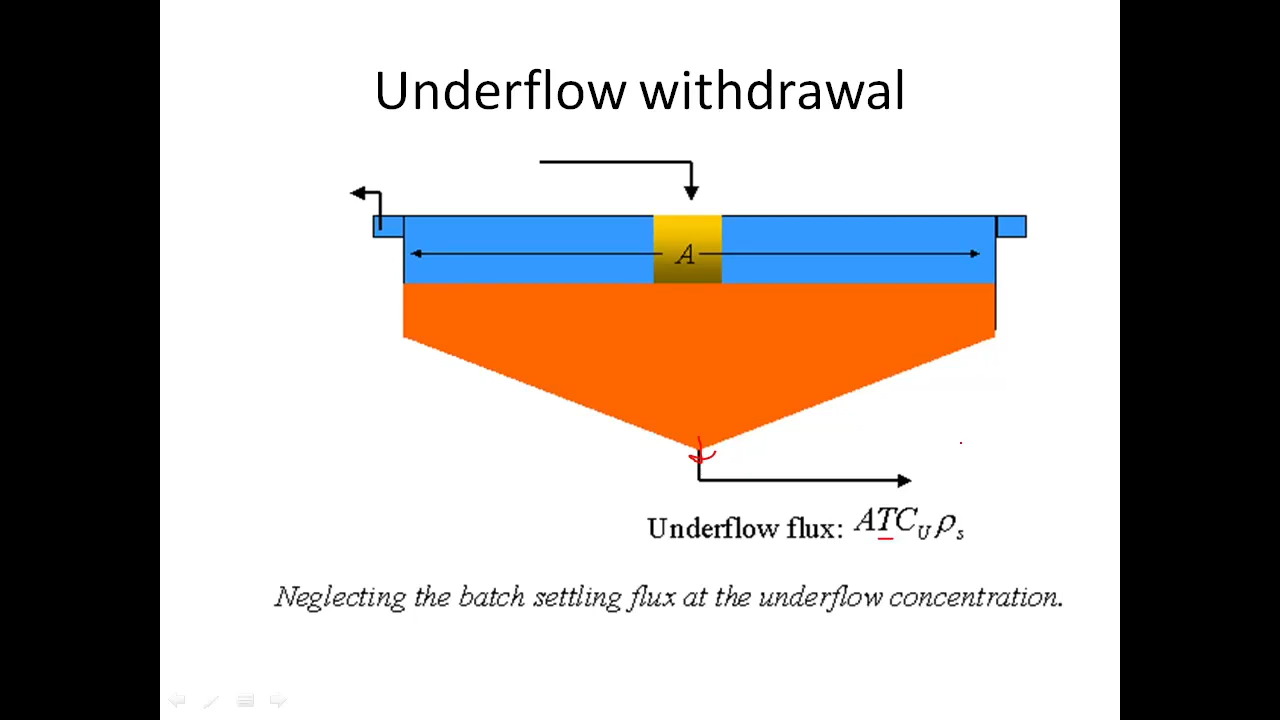 Underflow withdrawal
A
Underflow flux: ATC_Uρ_s
Neglecting the batch settling flux at the underflow concentration.